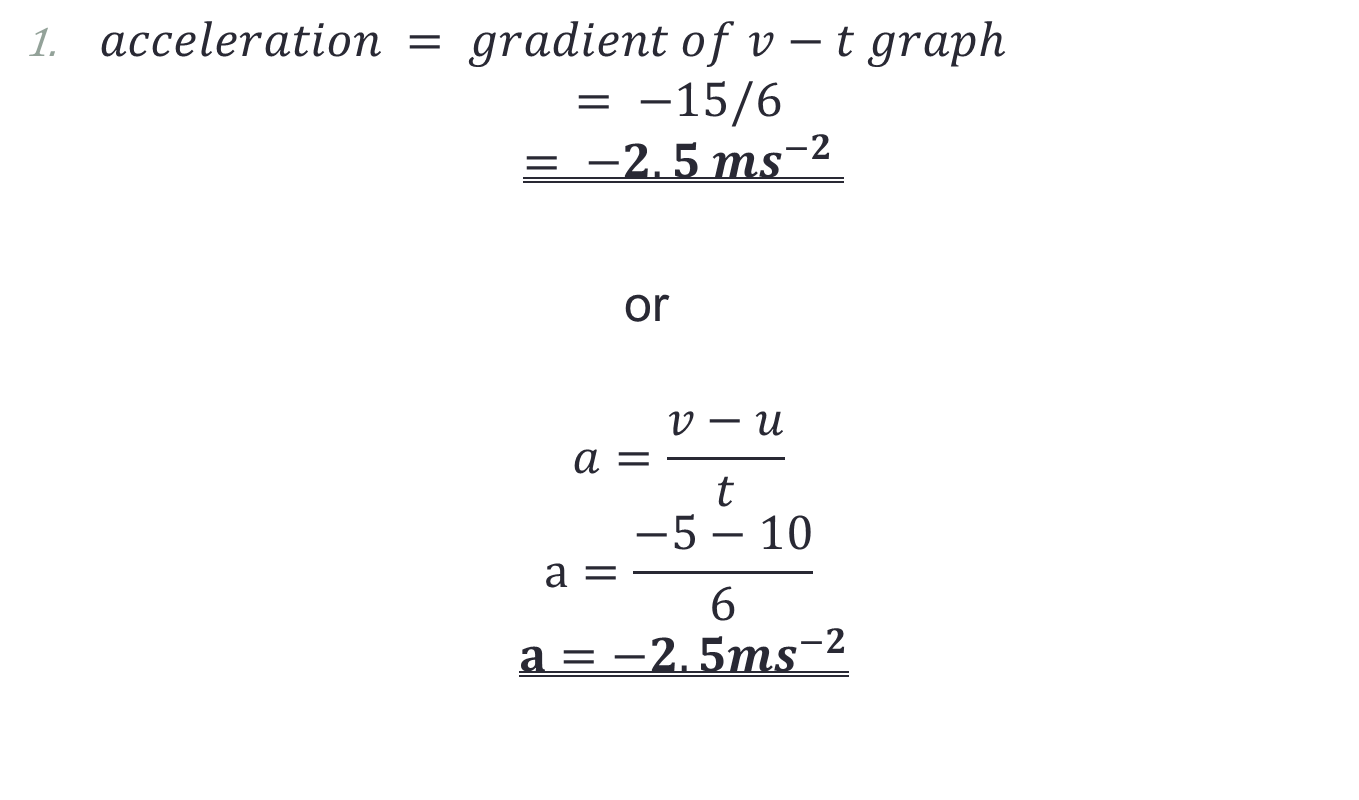 1. acceleration = gradient of v − t graph
= −15/6
= −2.5 ms⁻²
or
a = (v − u)/t
a = (−5 − 10)/6
a = −2.5ms⁻²